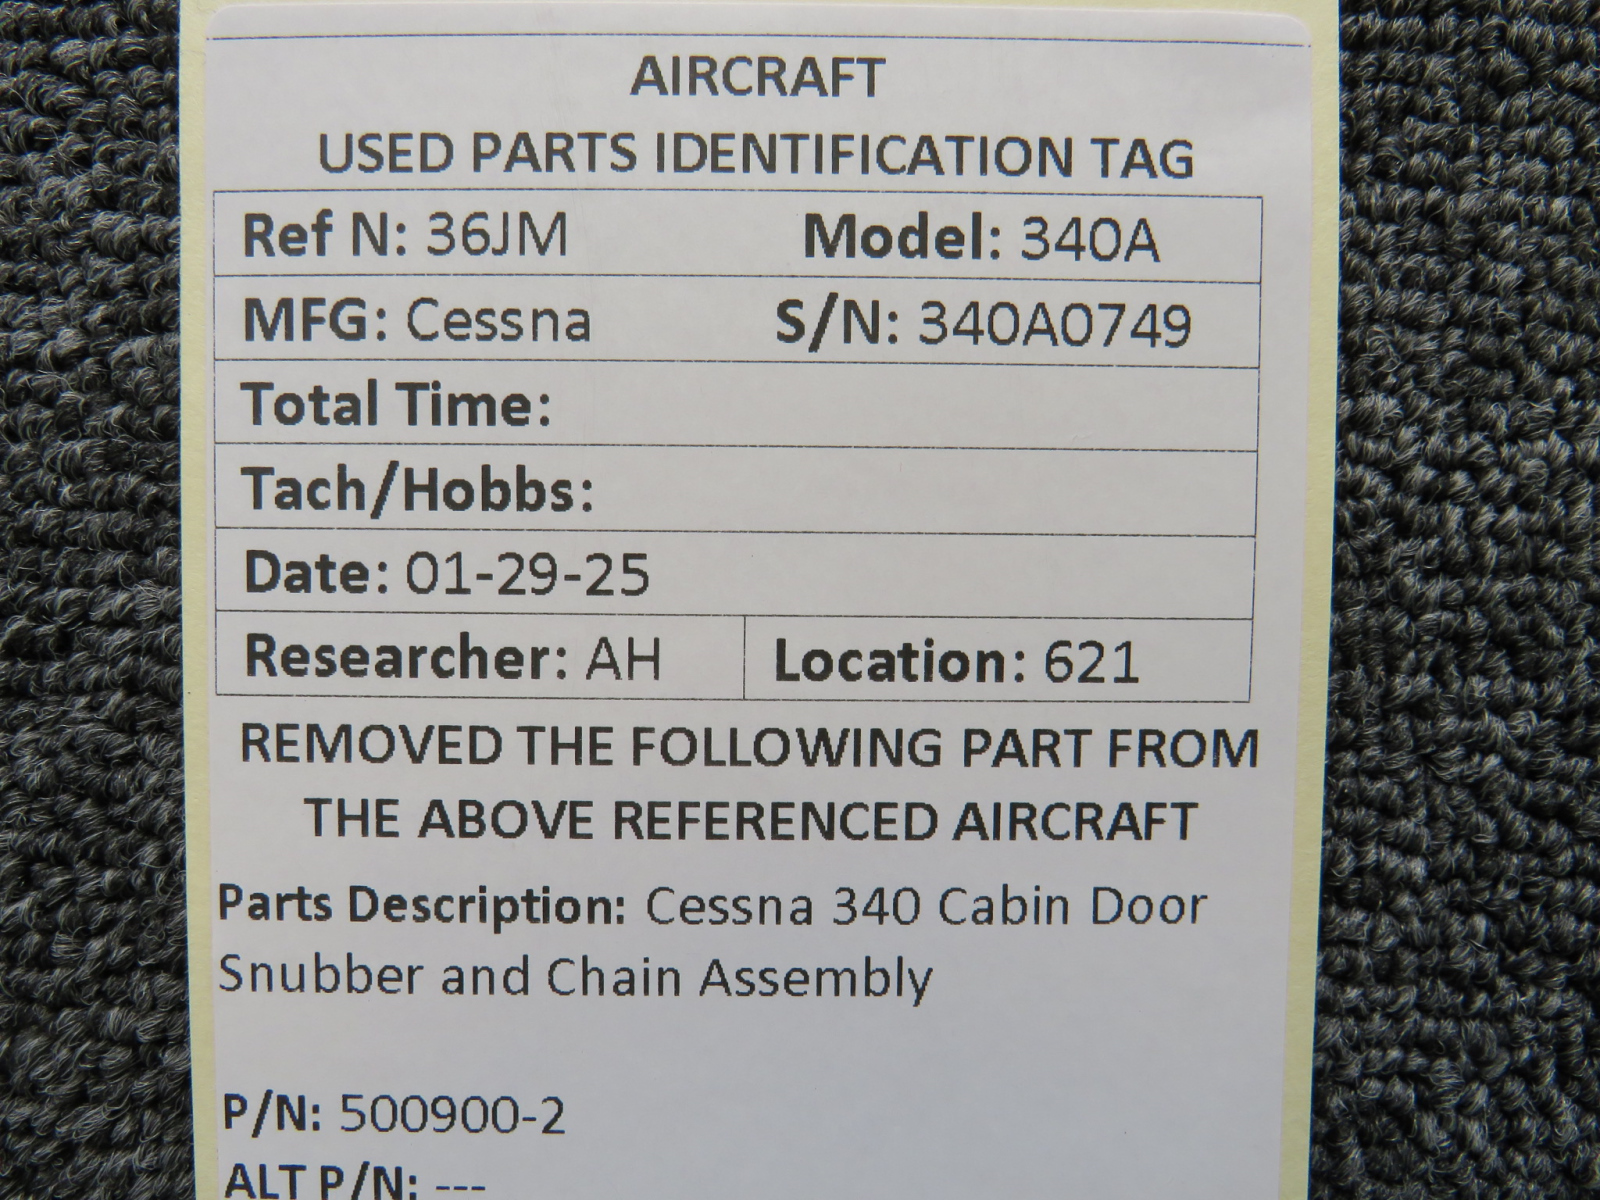 AIRCRAFT
USED PARTS IDENTIFICATION TAG
Ref N: 36JM Model: 340A
MFG: Cessna S/N: 340A0749
Total Time:
Tach/Hobbs:
Date: 01-29-25
Researcher: AH Location: 621
REMOVED THE FOLLOWING PART FROM
THE ABOVE REFERENCED AIRCRAFT
Parts Description: Cessna 340 Cabin Door
Snubber and Chain Assembly
P/N: 500900-2
ALT P/N: ---